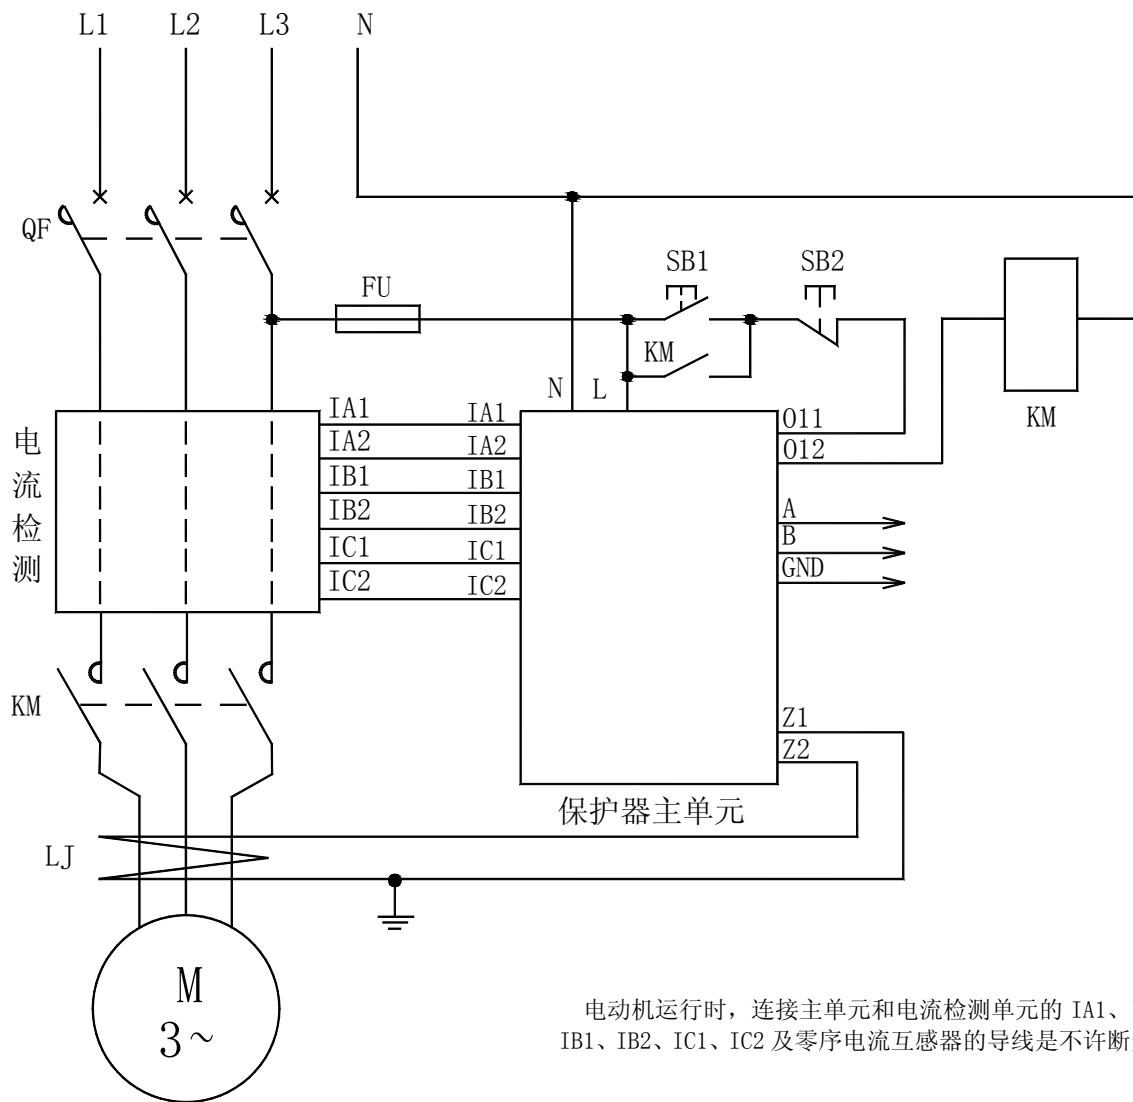 L1 L2 L3 N
QF
SB1 SB2
FU
KM
N L
KM
IA1 IA1 O11
IA2 IA2 O12
IB1 IB1
IB2 IB2 A
IC1 IC1 B
IC2 IC2 GND
电
流
检
测
KM
Z1
Z2
保护器主单元
LJ
M
3~
电动机运行时，连接主单元和电流检测单元的 IA1、
IB1、IB2、IC1、IC2 及零序电流互感器的导线是不许断